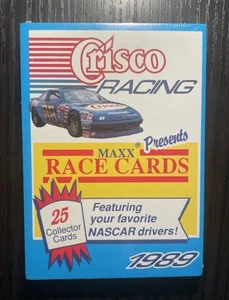 Crisco
RACING
Presents
MAXX®
RACE CARDS
25
Collector
Cards
Featuring
your favorite
NASCAR drivers!
1989